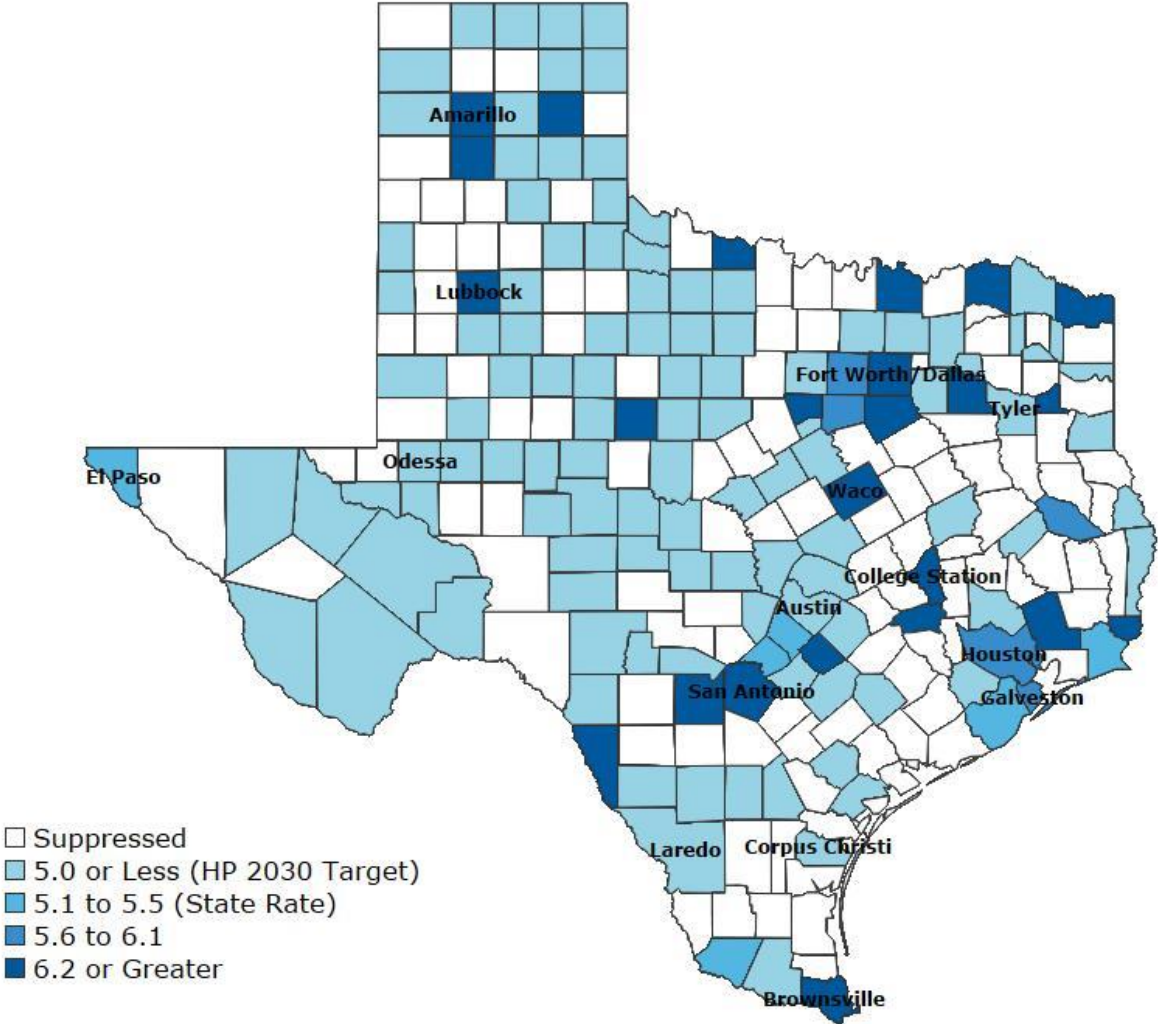 Amarillo
Lubbock
Fort Worth/Dallas
Tyler
El Paso
Odessa
Waco
College Station
Austin
Houston
San Antonio
Galveston
Suppressed
5.0 or Less (HP 2030 Target)
Laredo
Corpus Christi
5.1 to 5.5 (State Rate)
5.6 to 6.1
6.2 or Greater
Brownsville